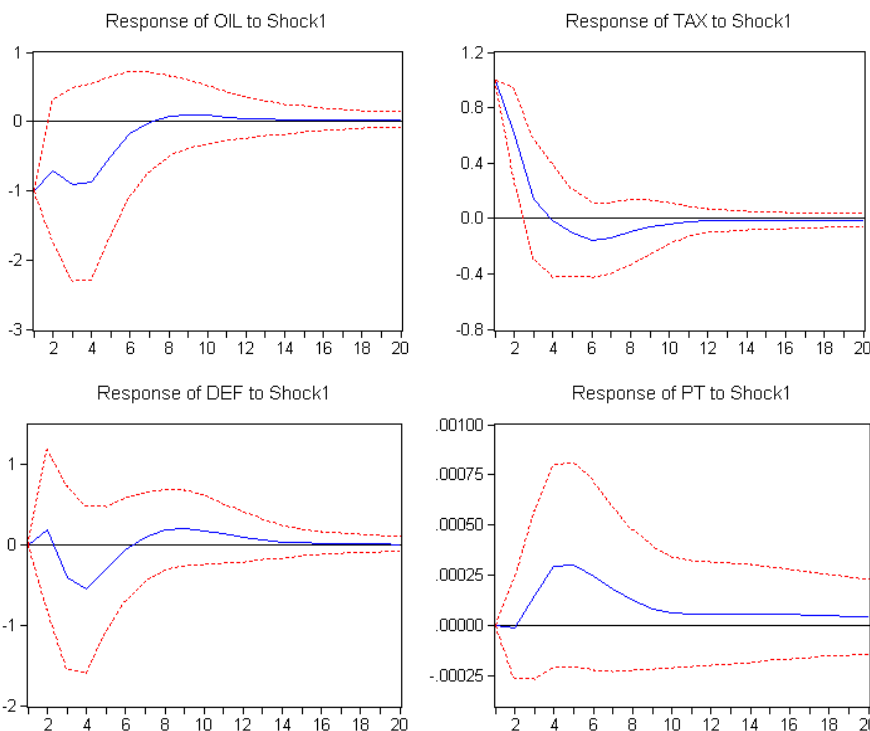 Response of OIL to Shock1
1
0
-1
-2
-3
2 4 6 8 10 12 14 16 18 20
Response of TAX to Shock1
1.2
0.8
0.4
0.0
-0.4
-0.8
2 4 6 8 10 12 14 16 18 20
Response of DEF to Shock1
1
0
-1
-2
2 4 6 8 10 12 14 16 18 20
Response of PT to Shock1
.00100
.00075
.00050
.00025
.00000
-.00025
2 4 6 8 10 12 14 16 18 20